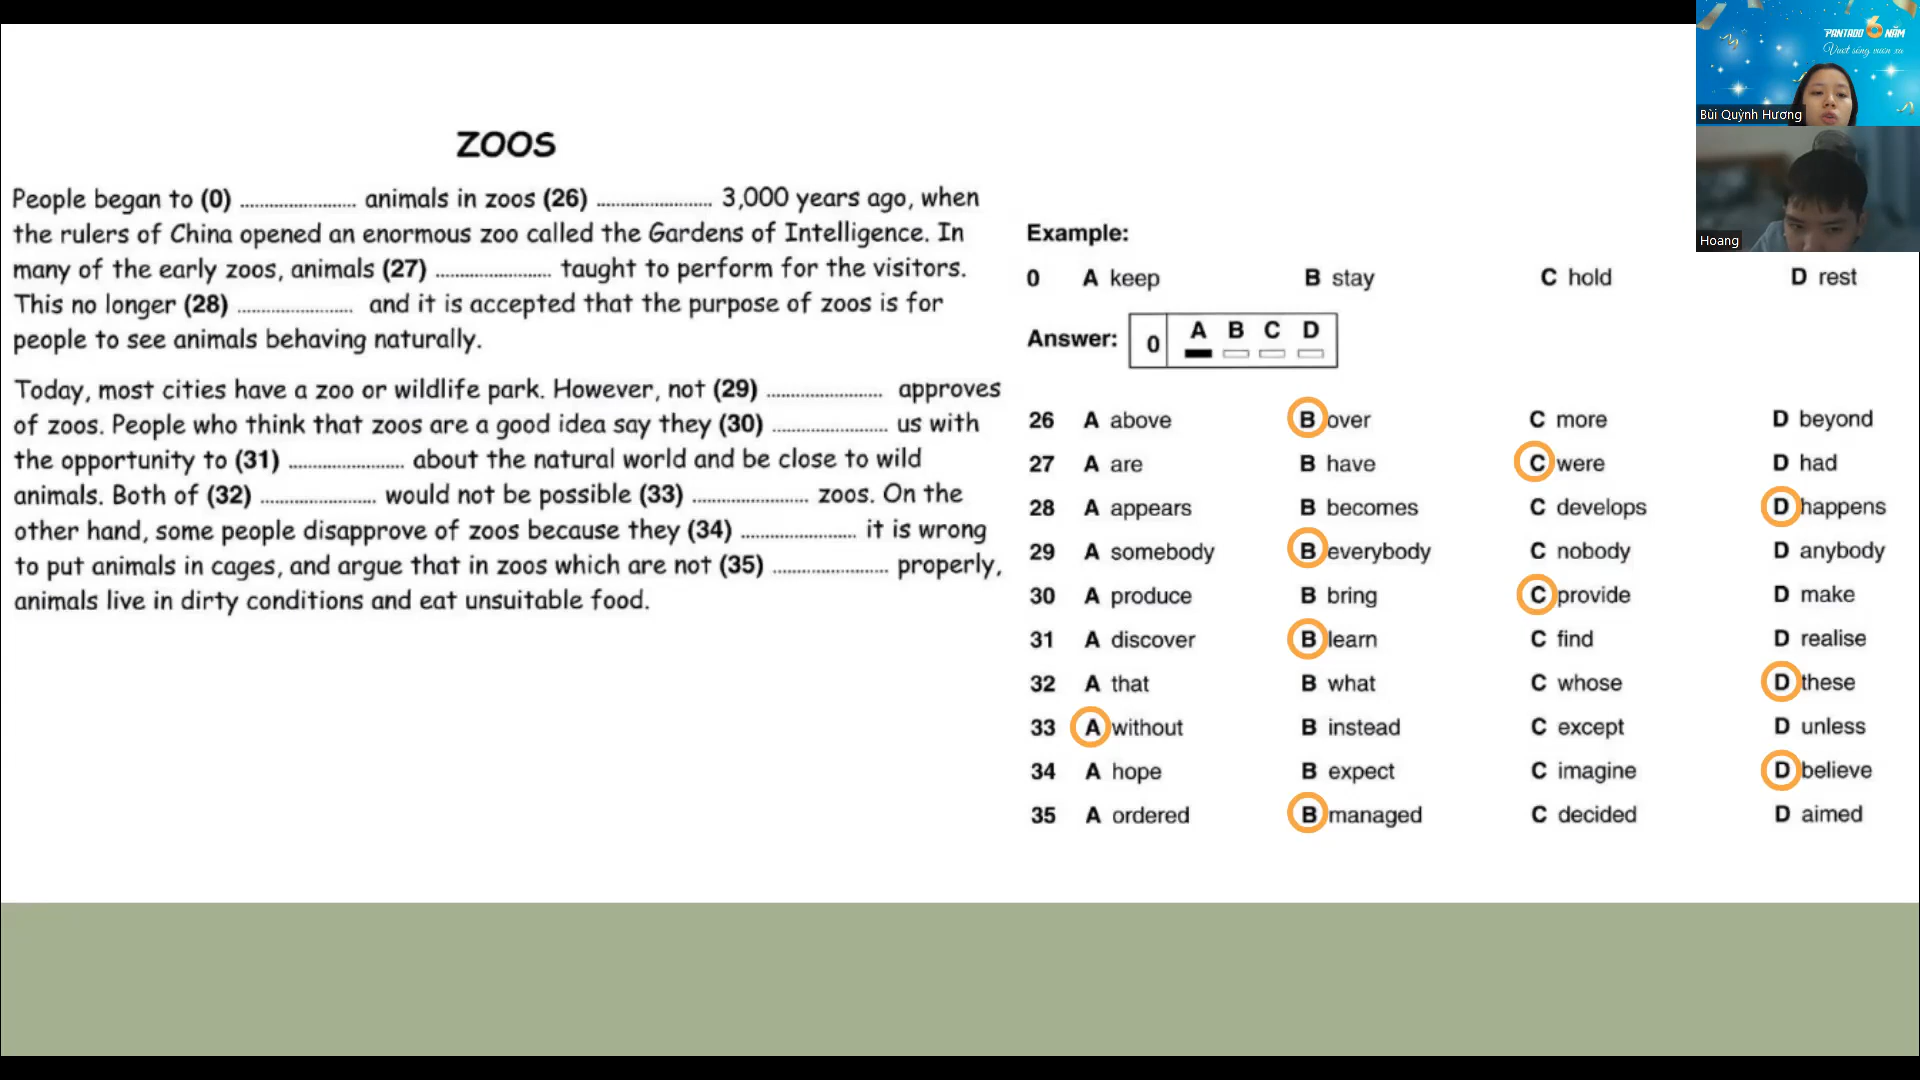 ZOOS
People began to (0) ...................... animals in zoos (26) ...................... 3,000 years ago, when
the rulers of China opened an enormous zoo called the Gardens of Intelligence. In
many of the early zoos, animals (27) ...................... taught to perform for the visitors.
This no longer (28) ...................... and it is accepted that the purpose of zoos is for
people to see animals behaving naturally.
Today, most cities have a zoo or wildlife park. However, not (29) ...................... approves
of zoos. People who think that zoos are a good idea say they (30) ...................... us with
the opportunity to (31) ...................... about the natural world and be close to wild
animals. Both of (32) ...................... would not be possible (33) ...................... zoos. On the
other hand, some people disapprove of zoos because they (34) ...................... it is wrong
to put animals in cages, and argue that in zoos which are not (35) ...................... properly,
animals live in dirty conditions and eat unsuitable food.
Example:
0 A keep B stay C hold D rest
Answer: 0 A B C D
26 A above B over C more D beyond
27 A are B have C were D had
28 A appears B becomes C develops D happens
29 A somebody B everybody C nobody D anybody
30 A produce B bring C provide D make
31 A discover B learn C find D realise
32 A that B what C whose D these
33 A without B instead C except D unless
34 A hope B expect C imagine D believe
35 A ordered B managed C decided D aimed
PANTADO 6 NĂM
Vượt sóng vươn xa
Bùi Quỳnh Hương
Hoang